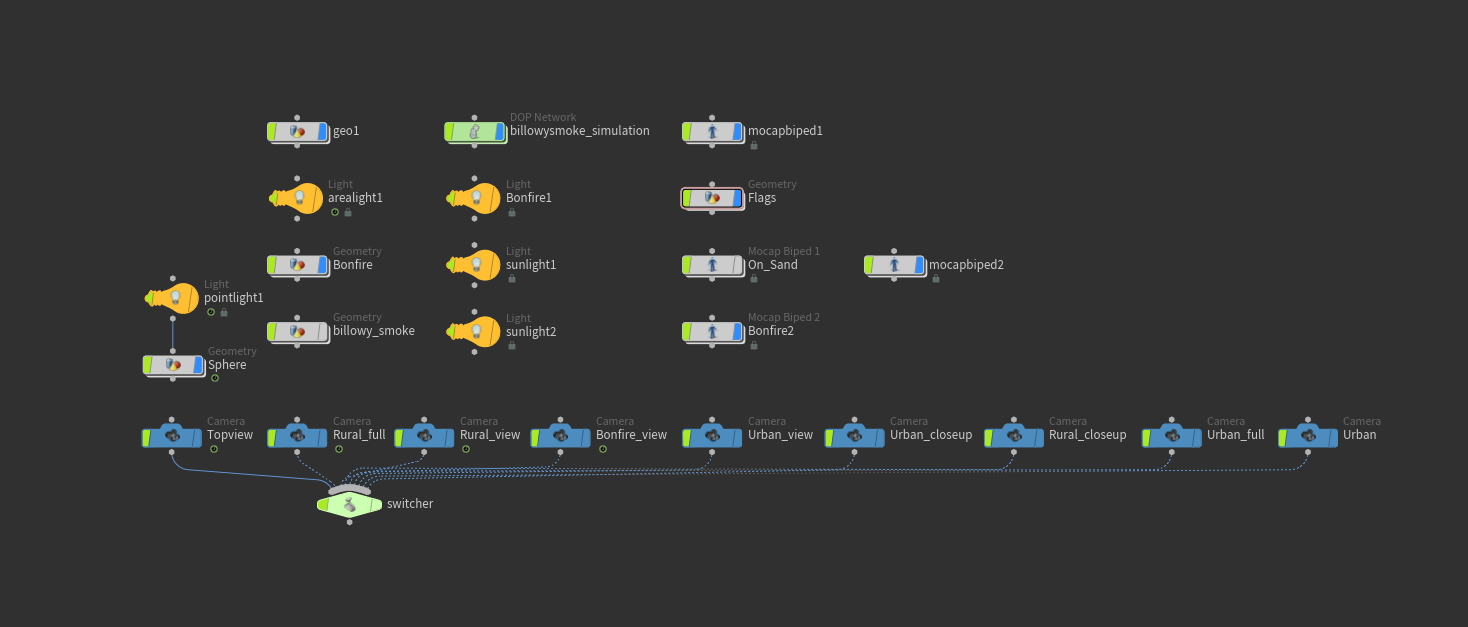 DOP Network
geo1
billowysmoke_simulation
mocapbiped1
Light
Light
Geometry
arealight1
Bonfire1
Flags
Geometry
Light
Mocap Biped 1
Bonfire
sunlight1
On_Sand
mocapbiped2
Light
pointlight1
Geometry
Light
Mocap Biped 2
billowy_smoke
sunlight2
Bonfire2
Geometry
Sphere
Camera
Camera
Camera
Camera
Camera
Camera
Camera
Camera
Camera
Topview
Rural_full
Rural_view
Bonfire_view
Urban_view
Urban_closeup
Rural_closeup
Urban_full
Urban
switcher